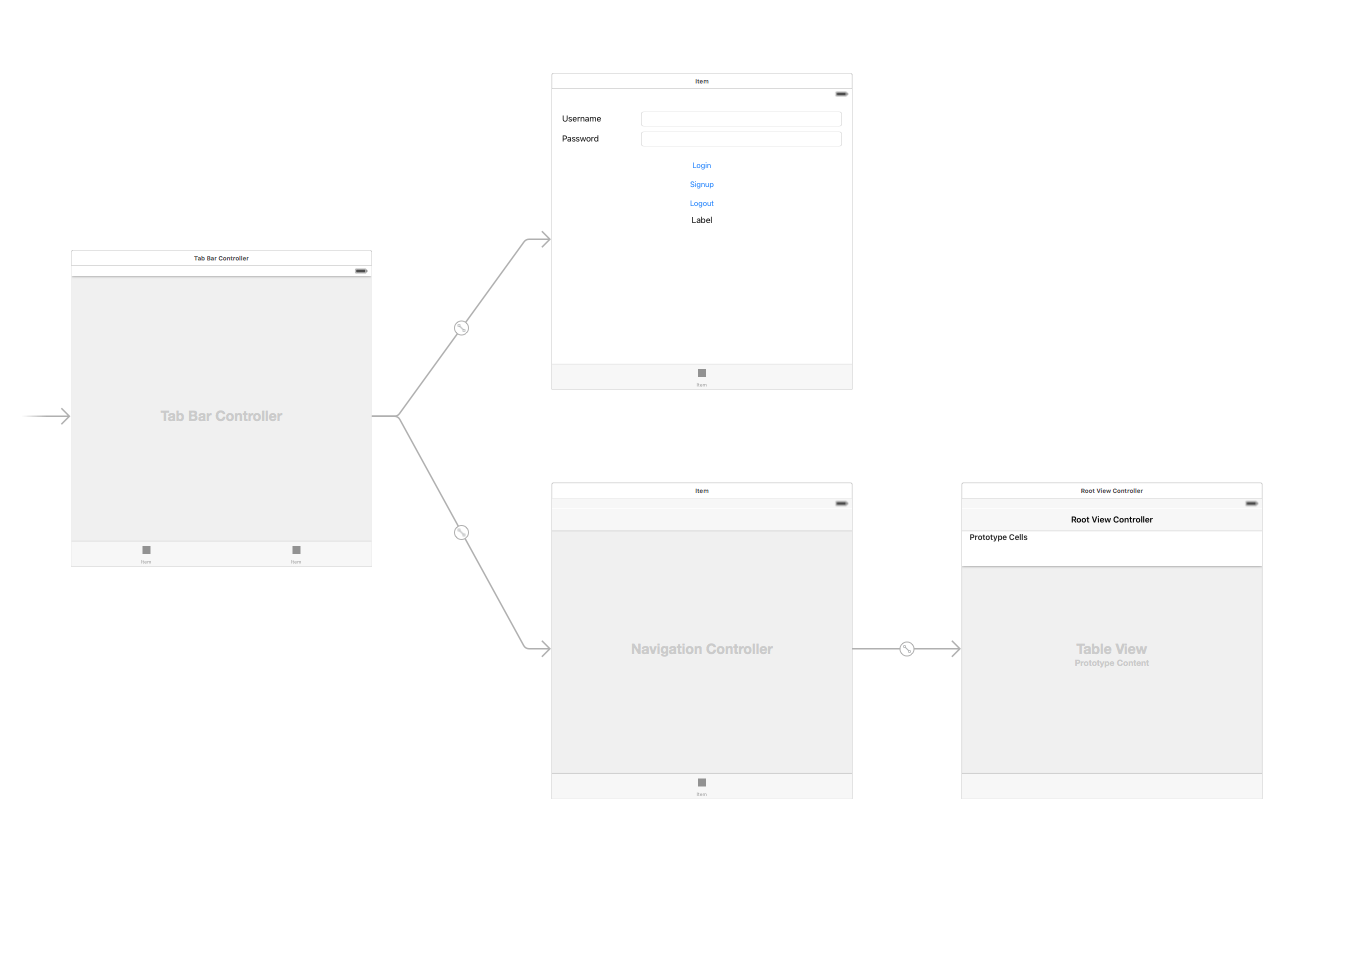 Item
Username
Password
Login
Signup
Logout
Label
Item
Tab Bar Controller
Tab Bar Controller
Item
Item
Item
Navigation Controller
Item
Root View Controller
Root View Controller
Prototype Cells
Table View
Prototype Content